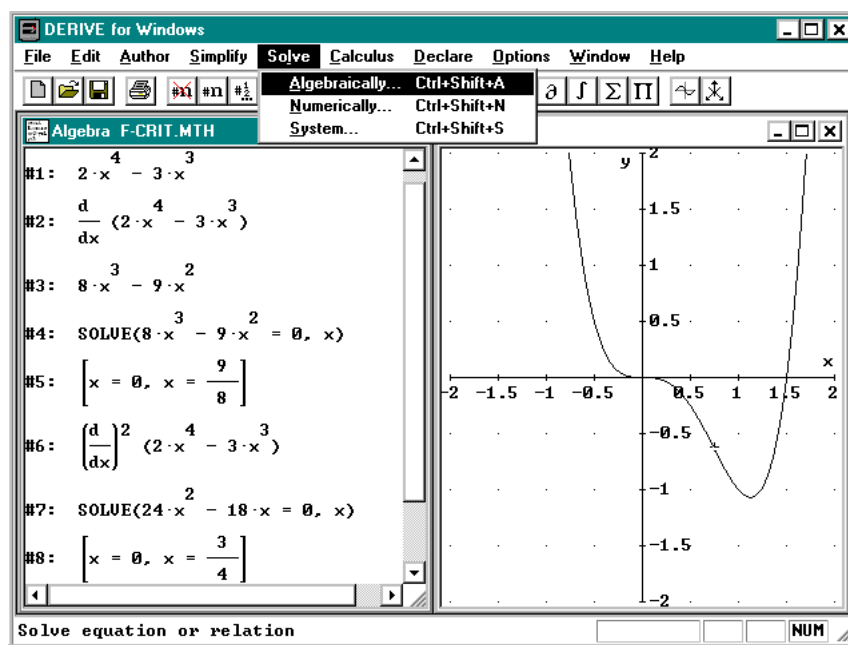 DERIVE for Windows
File Edit Author Simplify Solve Calculus Declare Options Window Help
#n #n #½ ∂ ∫ Σ Π
Algebraically... Ctrl+Shift+A
Numerically... Ctrl+Shift+N
System... Ctrl+Shift+S
Algebra F-CRIT.MTH
#1: 2·x^4 - 3·x^3
#2: d/dx (2·x^4 - 3·x^3)
#3: 8·x^3 - 9·x^2
#4: SOLVE(8·x^3 - 9·x^2 = 0, x)
#5: [x = 0, x = 9/8]
#6: (d/dx)^2 (2·x^4 - 3·x^3)
#7: SOLVE(24·x^2 - 18·x = 0, x)
#8: [x = 0, x = 3/4]
y 2
1.5
1
0.5
x
-2 -1.5 -1 -0.5 0.5 1 1.5 2
-0.5
-1
-1.5
-2
Solve equation or relation NUM